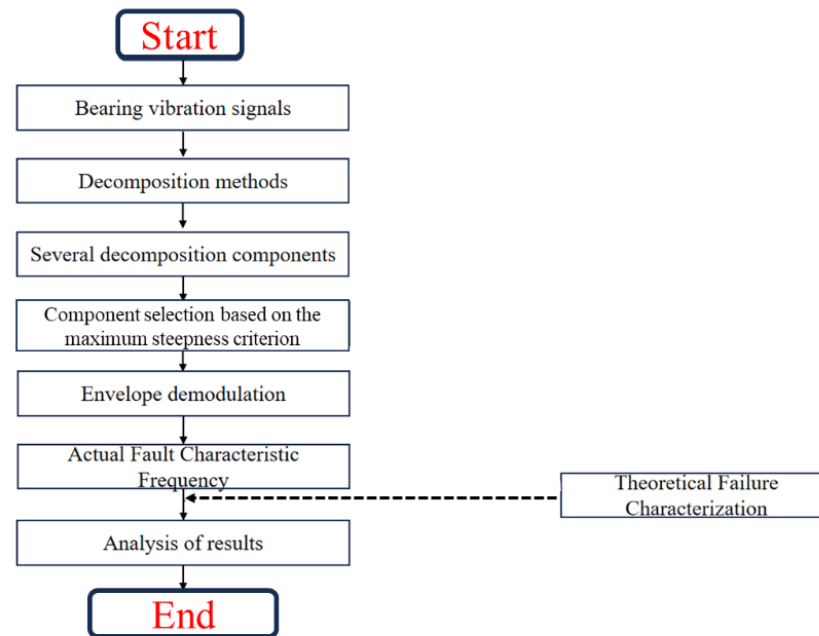 Start
Bearing vibration signals
Decomposition methods
Several decomposition components
Component selection based on the
maximum steepness criterion
Envelope demodulation
Actual Fault Characteristic
Frequency
Theoretical Failure
Characterization
Analysis of results
End